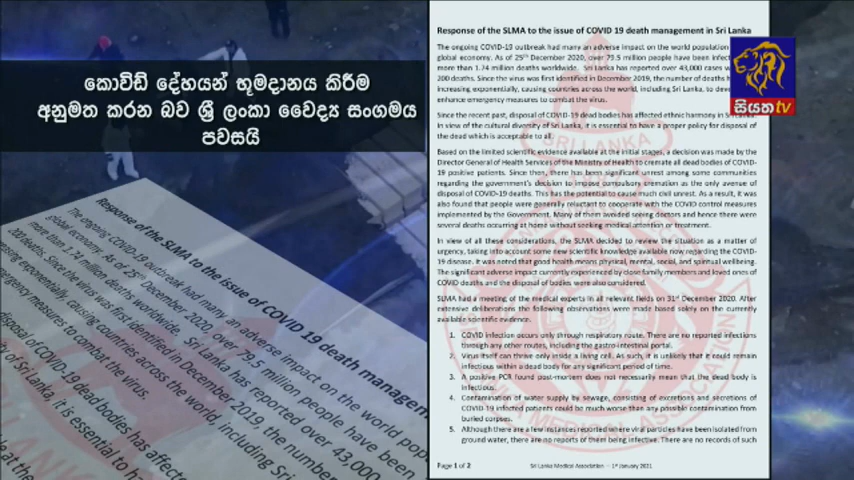 කොවිඩ් දේහයන් භූමදානය කිරීම
අනුමත කරන බව ශ්‍රී ලංකා වෛද්‍ය සංගමය
පවසයි
සියත tv
Response of the SLMA to the issue of COVID 19 death management in Sri Lanka
The ongoing COVID-19 outbreak had many an adverse impact on the world population
global economy. As of 25th December 2020, over 79.5 million people have been infec
more than 1.74 million deaths worldwide. Sri Lanka has reported over 43,000 cases
200 deaths. Since the virus was first identified in December 2019, the number of deaths h
increasing exponentially, causing countries across the world, including Sri Lanka, to deve
enhance emergency measures to combat the virus.
Since the recent past, disposal of COVID 19 dead bodies has affected ethnic harmony in Sri Lanka.
In view of the cultural diversity of Sri Lanka, it is essential to have a proper policy for disposal of
the dead which is acceptable to all.
Based on the limited scientific evidence available at the initial stages, a decision was made by the
Director General of Health Services of the Ministry of Health to cremate all dead bodies of COVID-
19 positive patients. Since then, there has been significant unrest among some communities
regarding the government's decision to impose compulsory cremation as the only avenue of
disposal of COVID-19 deaths. This has the potential to cause much civil unrest. As a result, it was
also found that people were generally reluctant to cooperate with the COVID control measures
implemented by the Government. Many of them avoided seeing doctors and hence there were
several deaths occurring at home without seeking medical attention or treatment.
In view of all these considerations, the SLMA decided to review the situation as a matter of
urgency, taking into account some new scientific knowledge available now regarding the COVID-
19 disease. It was noted that good health means physical, mental, social, and spiritual wellbeing.
The significant adverse impact currently experienced by close family members and loved ones of
COVID deaths and the disposal of bodies were also considered.
SLMA had a meeting of the medical experts in all relevant fields on 31st December 2020. After
extensive deliberations the following observations were made based solely on the currently
available scientific evidence.
1. COVID infection occurs only through respiratory route. There are no reported infections
through any other routes, including the gastro-intestinal portal.
2. Virus itself can thrive only inside a living cell. As such, it is unlikely that it could remain
infectious within a dead body for any significant period of time.
3. A positive PCR found post-mortem does not necessarily mean that the dead body is
infectious.
4. Contamination of water supply by sewage, consisting of excretions and secretions of
COVID-19 infected patients could be much worse than any possible contamination from
buried corpses.
5. Although there are a few instances reported where viral particles have been isolated from
ground water, there are no reports of them being infective. There are no records of such
Page 1 of 2
Sri Lanka Medical Association – 1st January 2021
Response of the SLMA to the issue of COVID 19 death managemen
The ongoing COVID-19 outbreak had many an adverse impact on the world pop
global economy. As of 25th December 2020, over 79.5 million people have been
more than 1.74 million deaths worldwide. Sri Lanka has reported over 43,000
200 deaths. Since the virus was first identified in December 2019, the number
easing exponentially, causing countries across the world, including Sri
emergency measures to combat the virus.
disposal of COVID-19 dead bodies has affec
of Sri Lanka, it is essential to ha